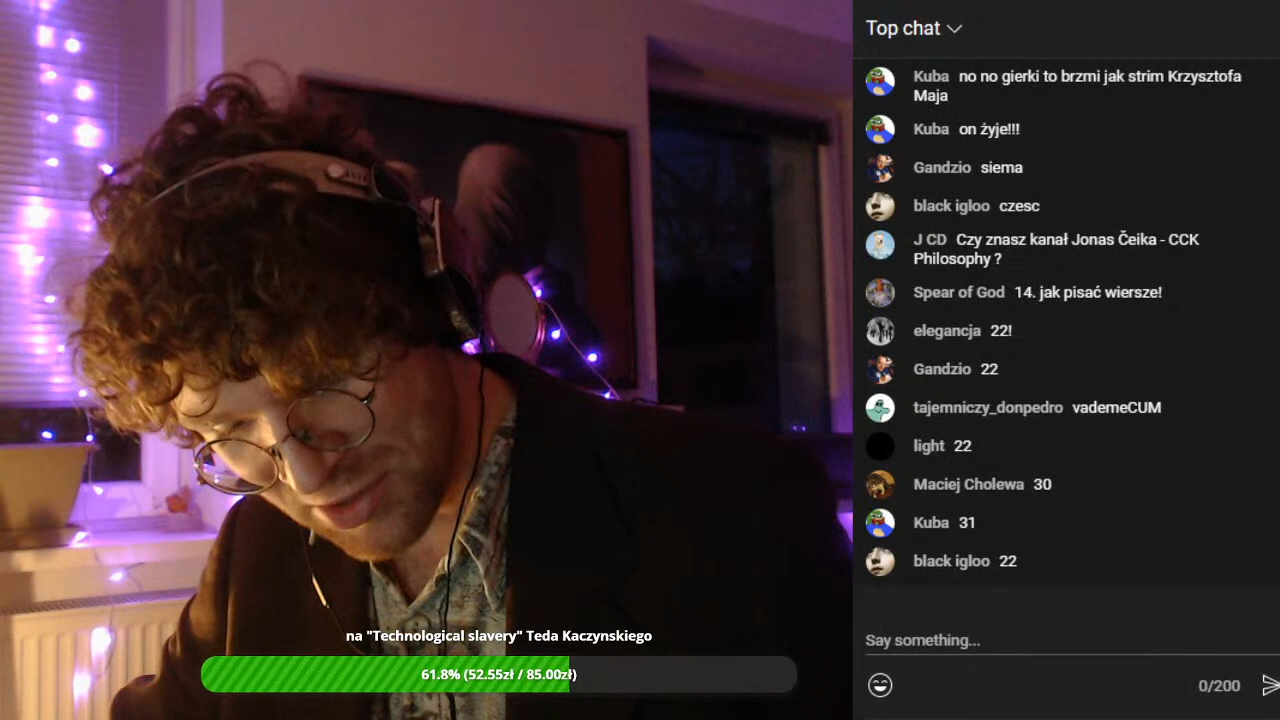 Top chat
Kuba no no gierki to brzmi jak strim Krzysztofa
Maja
Kuba on żyje!!!
Gandzio siema
black igloo czesc
J CD Czy znasz kanał Jonas Čeika - CCK
Philosophy ?
Spear of God 14. jak pisać wiersze!
elegancja 22!
Gandzio 22
tajemniczy_donpedro vademeCUM
light 22
Maciej Cholewa 30
Kuba 31
black igloo 22
na "Technological slavery" Teda Kaczynskiego
61.8% (52.55zł / 85.00zł)
Say something...
0/200